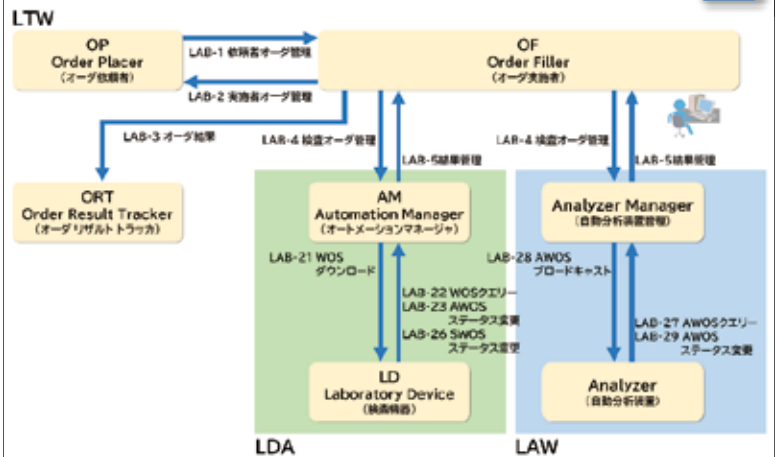 LTW
OP
Order Placer
(オーダ依頼者)
LAB-1 依頼者オーダ管理
LAB-2 実施者オーダ管理
OF
Order Filler
(オーダ実施者)
LAB-3 オーダ結果
LAB-4 検査オーダ管理
LAB-5結果管理
LAB-4 検査オーダ管理
LAB-5結果管理
ORT
Order Result Tracker
(オーダ リザルト トラッカ)
AM
Automation Manager
(オートメーションマネージャ)
Analyzer Manager
(自動分析装置管理)
LAB-21 WOS
ダウンロード
LAB-22 WOSクエリー
LAB-23 AWOS
ステータス変更
LAB-26 SWOS
ステータス変更
LAB-28 AWOS
ブロードキャスト
LAB-27 AWOSクエリー
LAB-29 AWOS
ステータス変更
LD
Laboratory Device
(検査機器)
Analyzer
(自動分析装置)
LDA
LAW